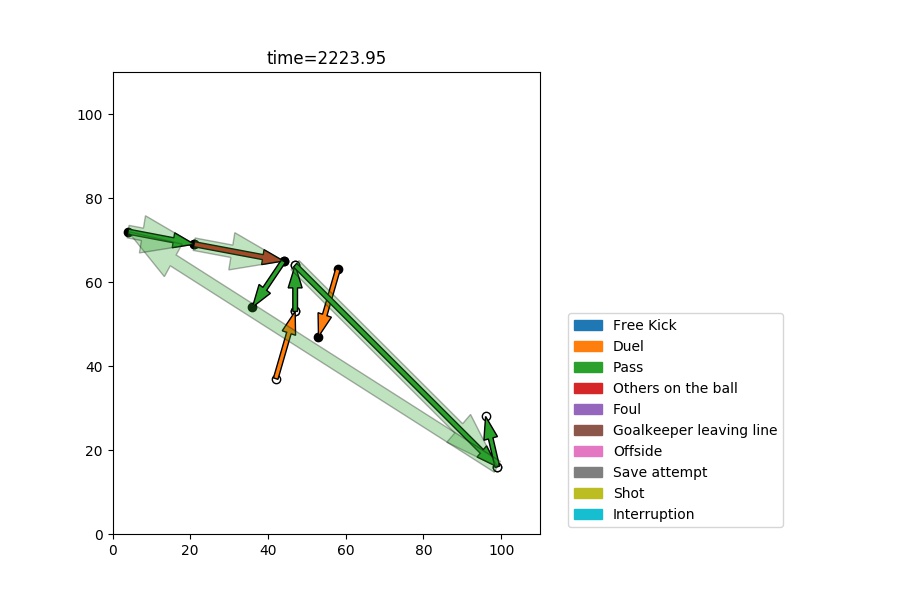 time=2223.95
100
80
60
40
20
0
0 20 40 60 80 100
Free Kick
Duel
Pass
Others on the ball
Foul
Goalkeeper leaving line
Offside
Save attempt
Shot
Interruption